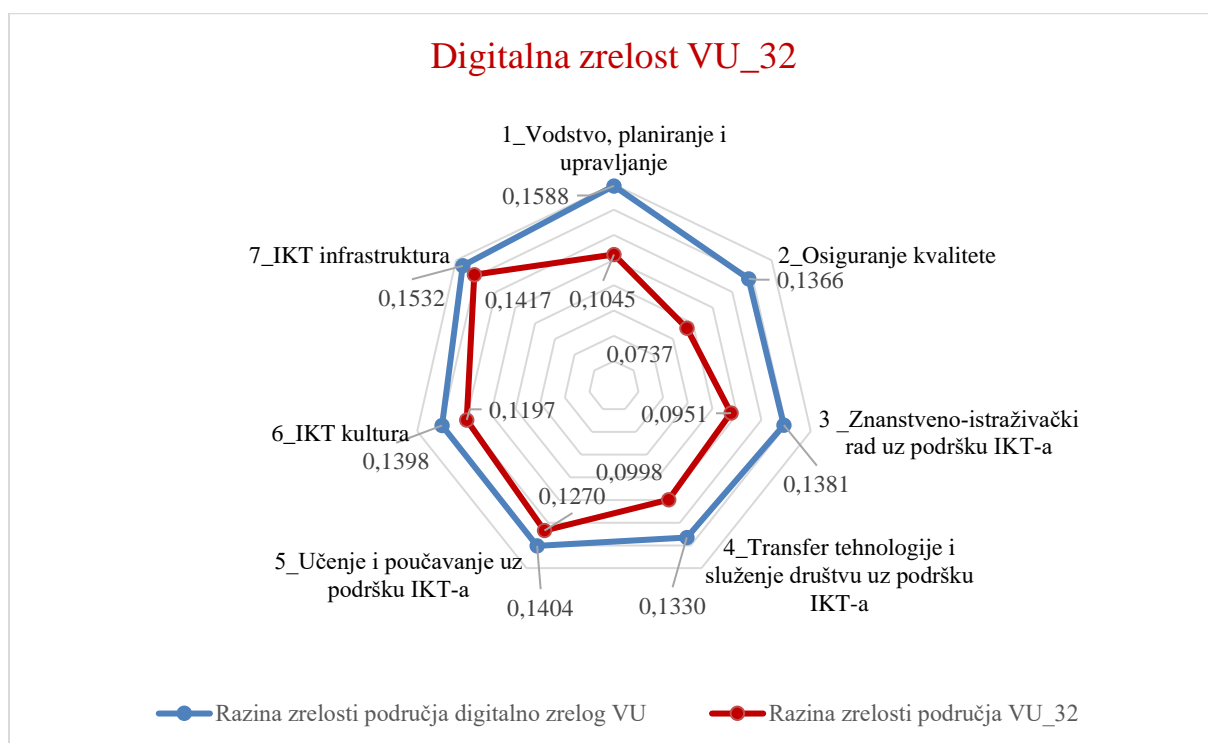 Digitalna zrelost VU_32
1_Vodstvo, planiranje i
upravljanje
0,1588
7_IKT infrastruktura
2_Osiguranje kvalitete
0,1366
0,1532
0,1417
0,1045
0,0737
0,1197
0,0951
3 _Znanstveno-istraživački
rad uz podršku IKT-a
6_IKT kultura
0,1398
0,0998
0,1381
0,1270
5_Učenje i poučavanje uz
podršku IKT-a
4_Transfer tehnologije i
služenje društvu uz podršku
IKT-a
0,1404
0,1330
Razina zrelosti područja digitalno zrelog VU
Razina zrelosti područja VU_32